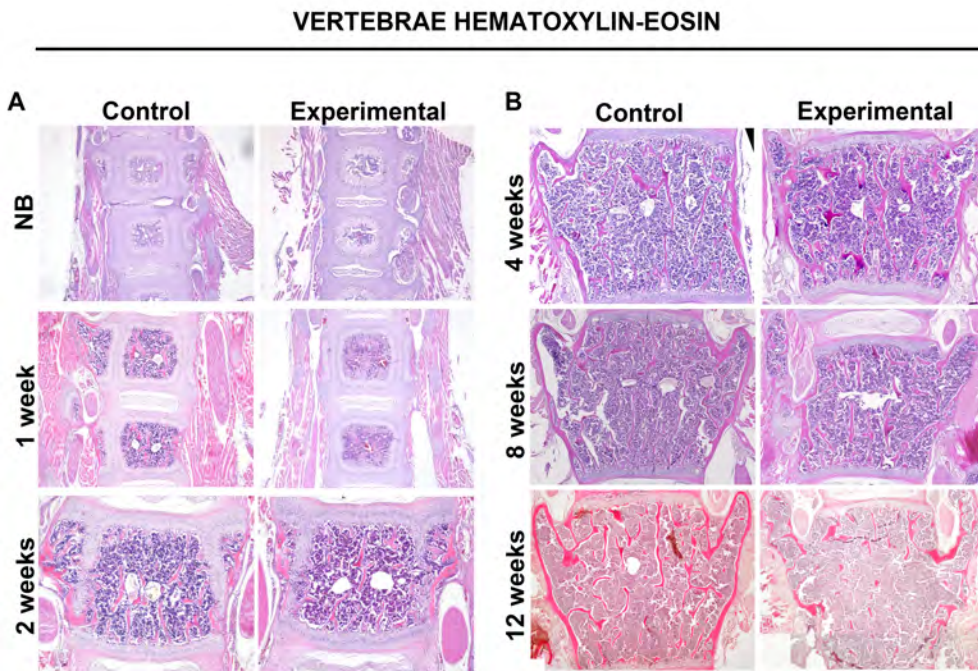 VERTEBRAE HEMATOXYLIN-EOSIN
A
Control
Experimental
NB
1 week
2 weeks
B
Control
Experimental
4 weeks
8 weeks
12 weeks